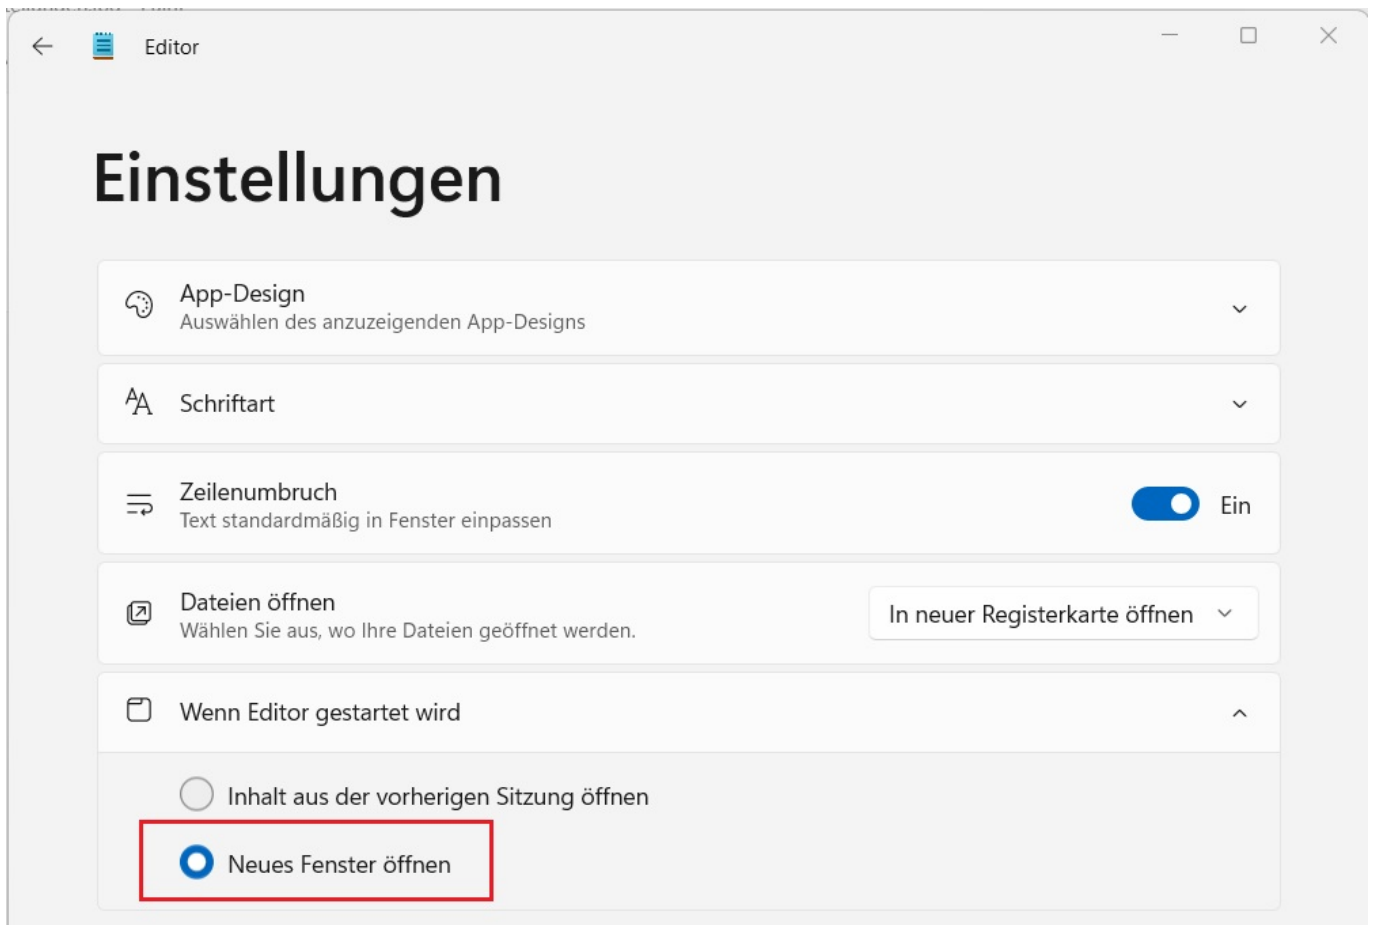 Editor
Einstellungen
App-Design
Auswählen des anzuzeigenden App-Designs
Schriftart
Zeilenumbruch
Text standardmäßig in Fenster einpassen
Ein
Dateien öffnen
Wählen Sie aus, wo Ihre Dateien geöffnet werden.
In neuer Registerkarte öffnen
Wenn Editor gestartet wird
Inhalt aus der vorherigen Sitzung öffnen
Neues Fenster öffnen